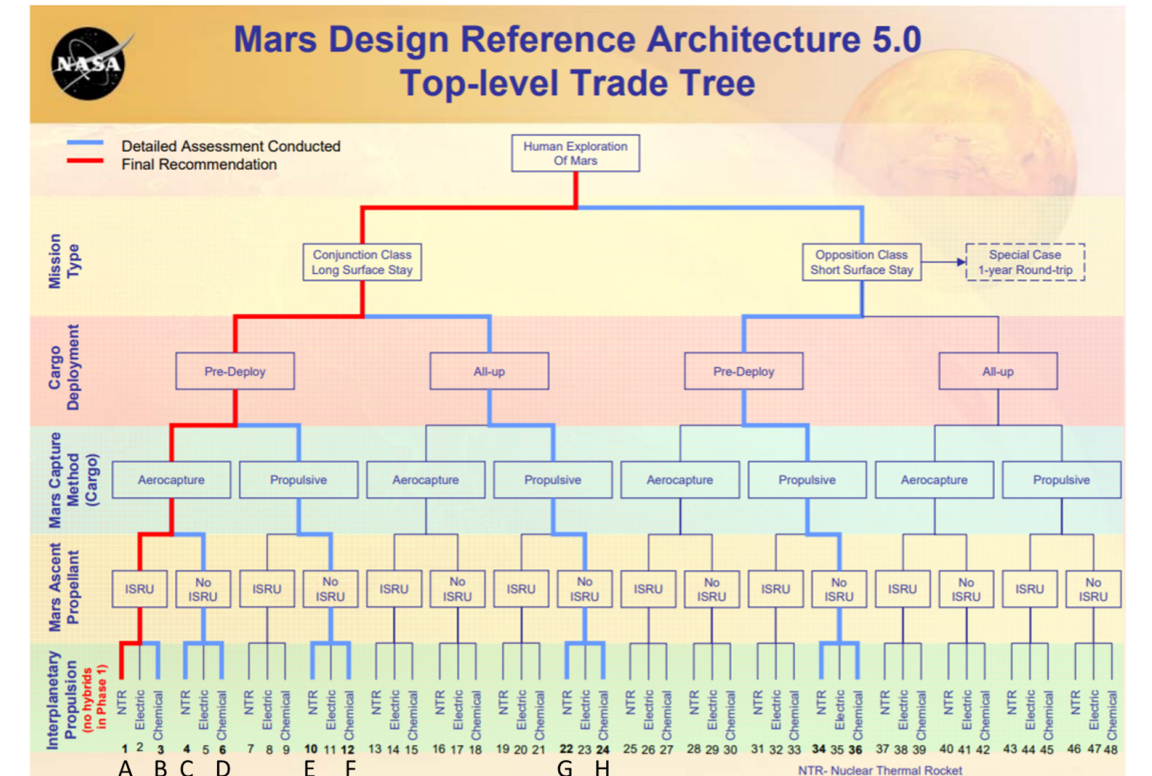 NASA
Mars Design Reference Architecture 5.0
Top-level Trade Tree
Detailed Assessment Conducted
Final Recommendation
Human Exploration
Of Mars
Mission
Type
Conjunction Class
Long Surface Stay
Opposition Class
Short Surface Stay
Special Case
1-year Round-trip
Cargo
Deployment
Pre-Deploy
All-up
Pre-Deploy
All-up
Mars Capture
Method
(Cargo)
Aerocapture
Propulsive
Aerocapture
Propulsive
Aerocapture
Propulsive
Aerocapture
Propulsive
Mars Ascent
Propellant
ISRU
No
ISRU
ISRU
No
ISRU
ISRU
No
ISRU
ISRU
No
ISRU
ISRU
No
ISRU
ISRU
No
ISRU
ISRU
No
ISRU
ISRU
No
ISRU
Interplanetary
Propulsion
(no hybrids
in Phase 1)
NTR
Electric
Chemical
NTR
Electric
Chemical
NTR
Electric
Chemical
NTR
Electric
Chemical
NTR
Electric
Chemical
NTR
Electric
Chemical
NTR
Electric
Chemical
NTR
Electric
Chemical
NTR
Electric
Chemical
NTR
Electric
Chemical
NTR
Electric
Chemical
NTR
Electric
Chemical
NTR
Electric
Chemical
NTR
Electric
Chemical
NTR
Electric
Chemical
NTR
Electric
Chemical
1 2 3 4 5 6 7 8 9 10 11 12 13 14 15 16 17 18 19 20 21 22 23 24 25 26 27 28 29 30 31 32 33 34 35 36 37 38 39 40 41 42 43 44 45 46 47 48
A B C D E F G H
NTR- Nuclear Thermal Rocket